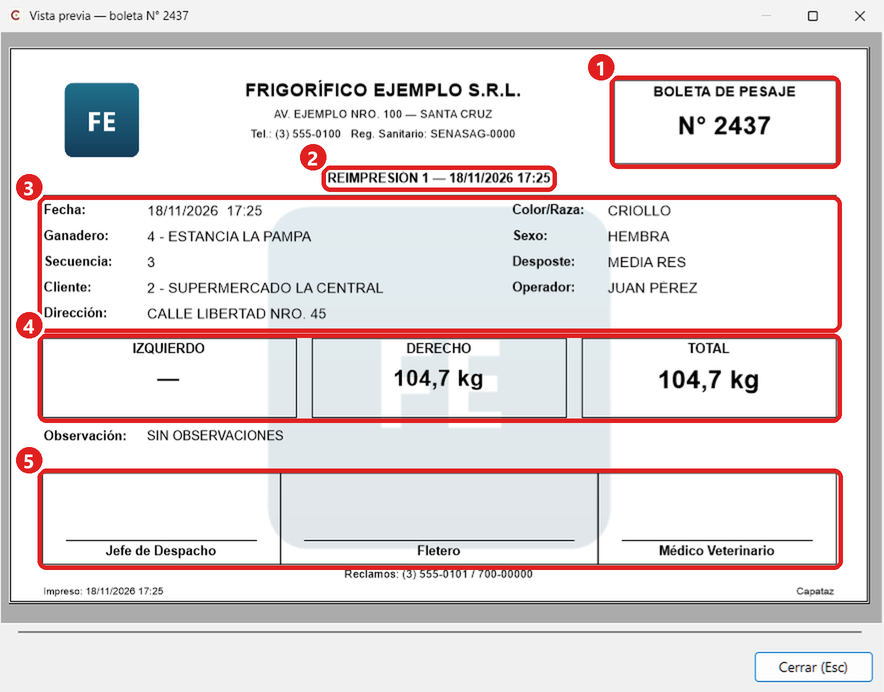 Vista previa — boleta N° 2437
1
FE
FRIGORÍFICO EJEMPLO S.R.L.
AV. EJEMPLO NRO. 100 — SANTA CRUZ
Tel.: (3) 555-0100 Reg. Sanitario: SENASAG-0000
BOLETA DE PESAJE
N° 2437
2
REIMPRESION 1 — 18/11/2026 17:25
3
Fecha: 18/11/2026 17:25 Color/Raza: CRIOLLO
Ganadero: 4 - ESTANCIA LA PAMPA Sexo: HEMBRA
Secuencia: 3 Desposte: MEDIA RES
Cliente: 2 - SUPERMERCADO LA CENTRAL Operador: JUAN PÉREZ
Dirección: CALLE LIBERTAD NRO. 45
4
IZQUIERDO DERECHO TOTAL
— 104,7 kg 104,7 kg
FE
Observación: SIN OBSERVACIONES
5
Jefe de Despacho Fletero Médico Veterinario
Reclamos: (3) 555-0101 / 700-00000
Impreso: 18/11/2026 17:25 Capataz
Cerrar (Esc)